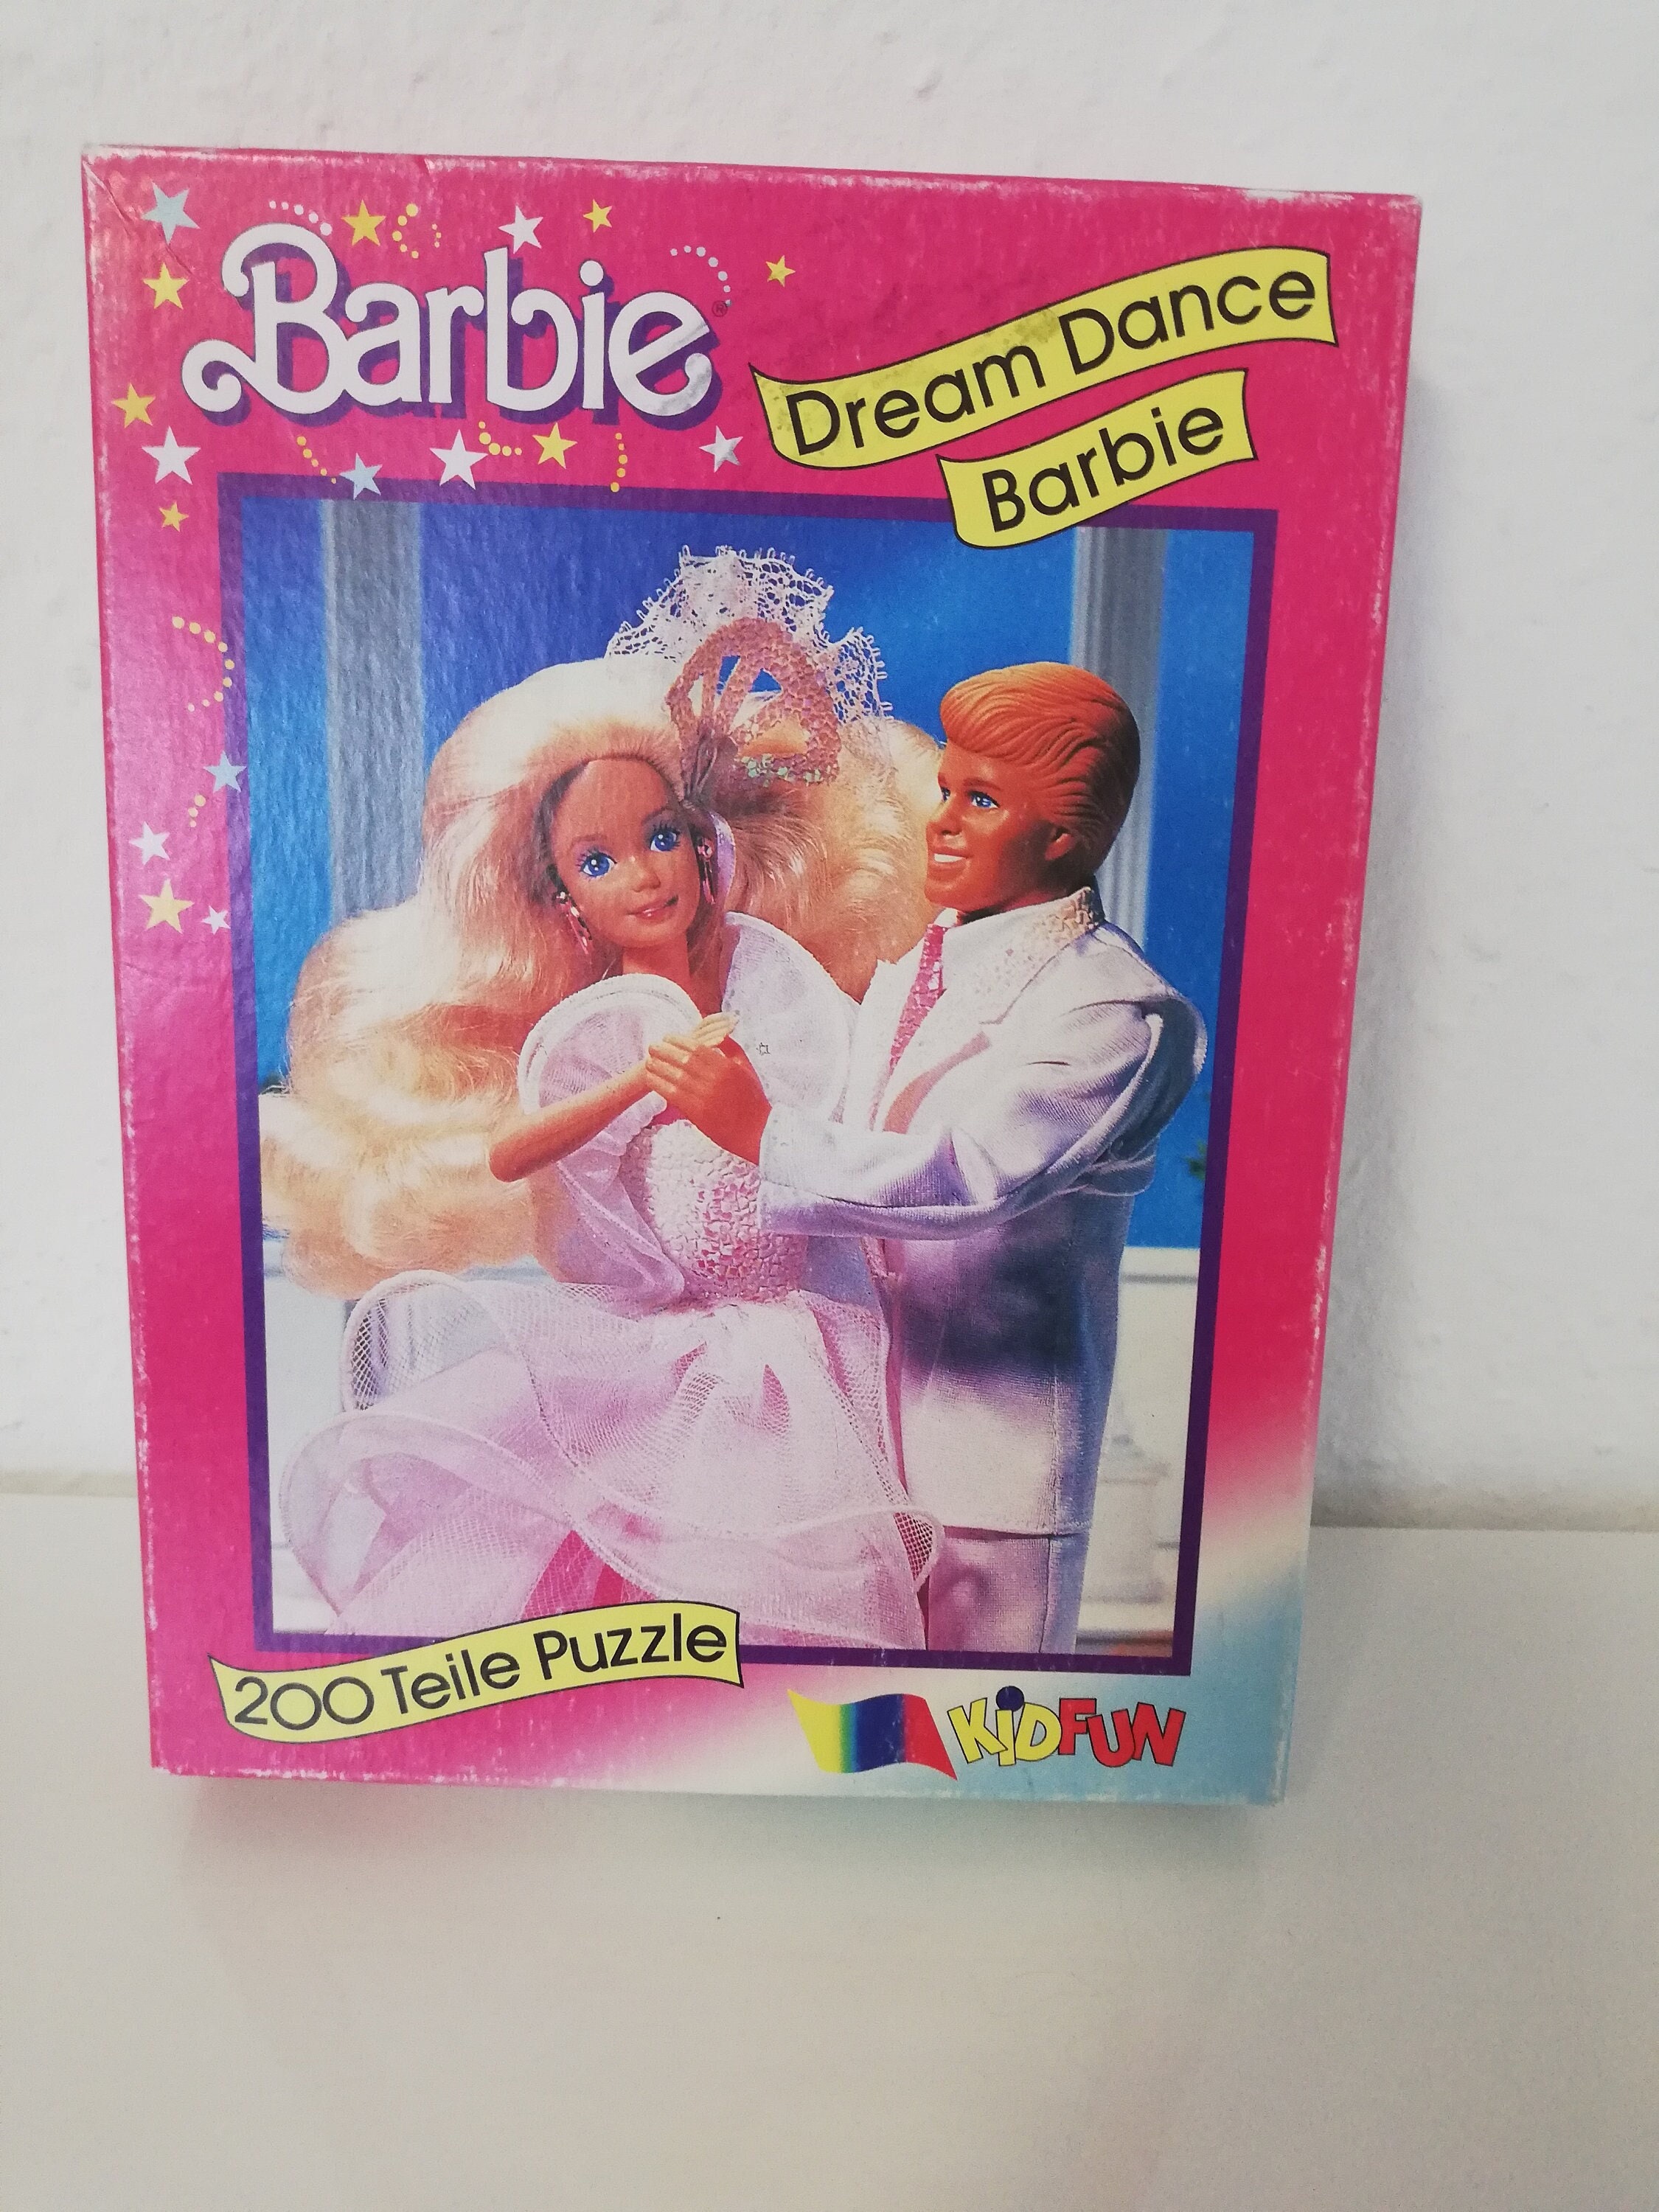 Barbie®
Dream Dance
Barbie
200 Teile Puzzle
KiDFUN